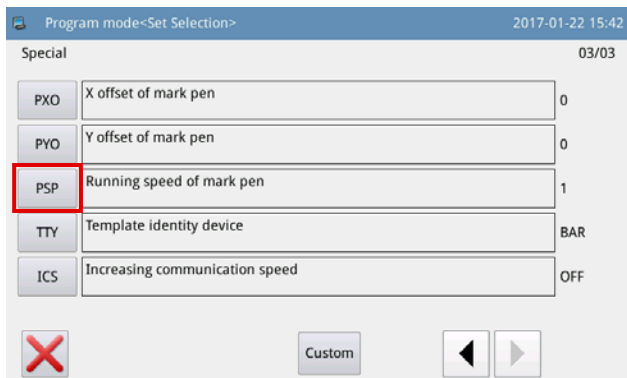 Program mode<Set Selection> 2017-01-22 15:42
Special 03/03
PXO X offset of mark pen 0
PYO Y offset of mark pen 0
PSP Running speed of mark pen 1
TTY Template identity device BAR
ICS Increasing communication speed OFF
Custom